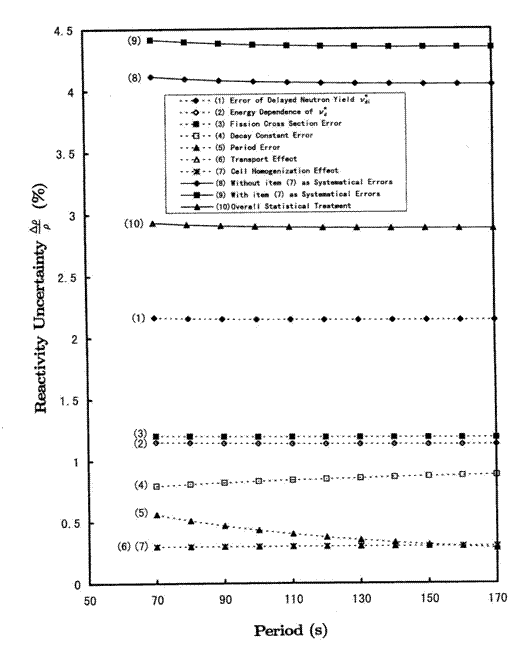 4.5
4
3.5
3
2.5
2
1.5
1
0.5
0
Reactivity Uncertainty Δρ/ρ (%)
(9)
(8)
(1) Error of Delayed Neutron Yield ν*di
(2) Energy Dependence of ν*d
(3) Fission Cross Section Error
(4) Decay Constant Error
(5) Period Error
(6) Transport Effect
(7) Cell Homogenization Effect
(8) Without item (7) as Systematical Errors
(9) With item (7) as Systematical Errors
(10) Overall Statistical Treatment
(10)
(1)
(3)
(2)
(4)
(5)
(6) (7)
50 70 90 110 130 150 170
Period (s)